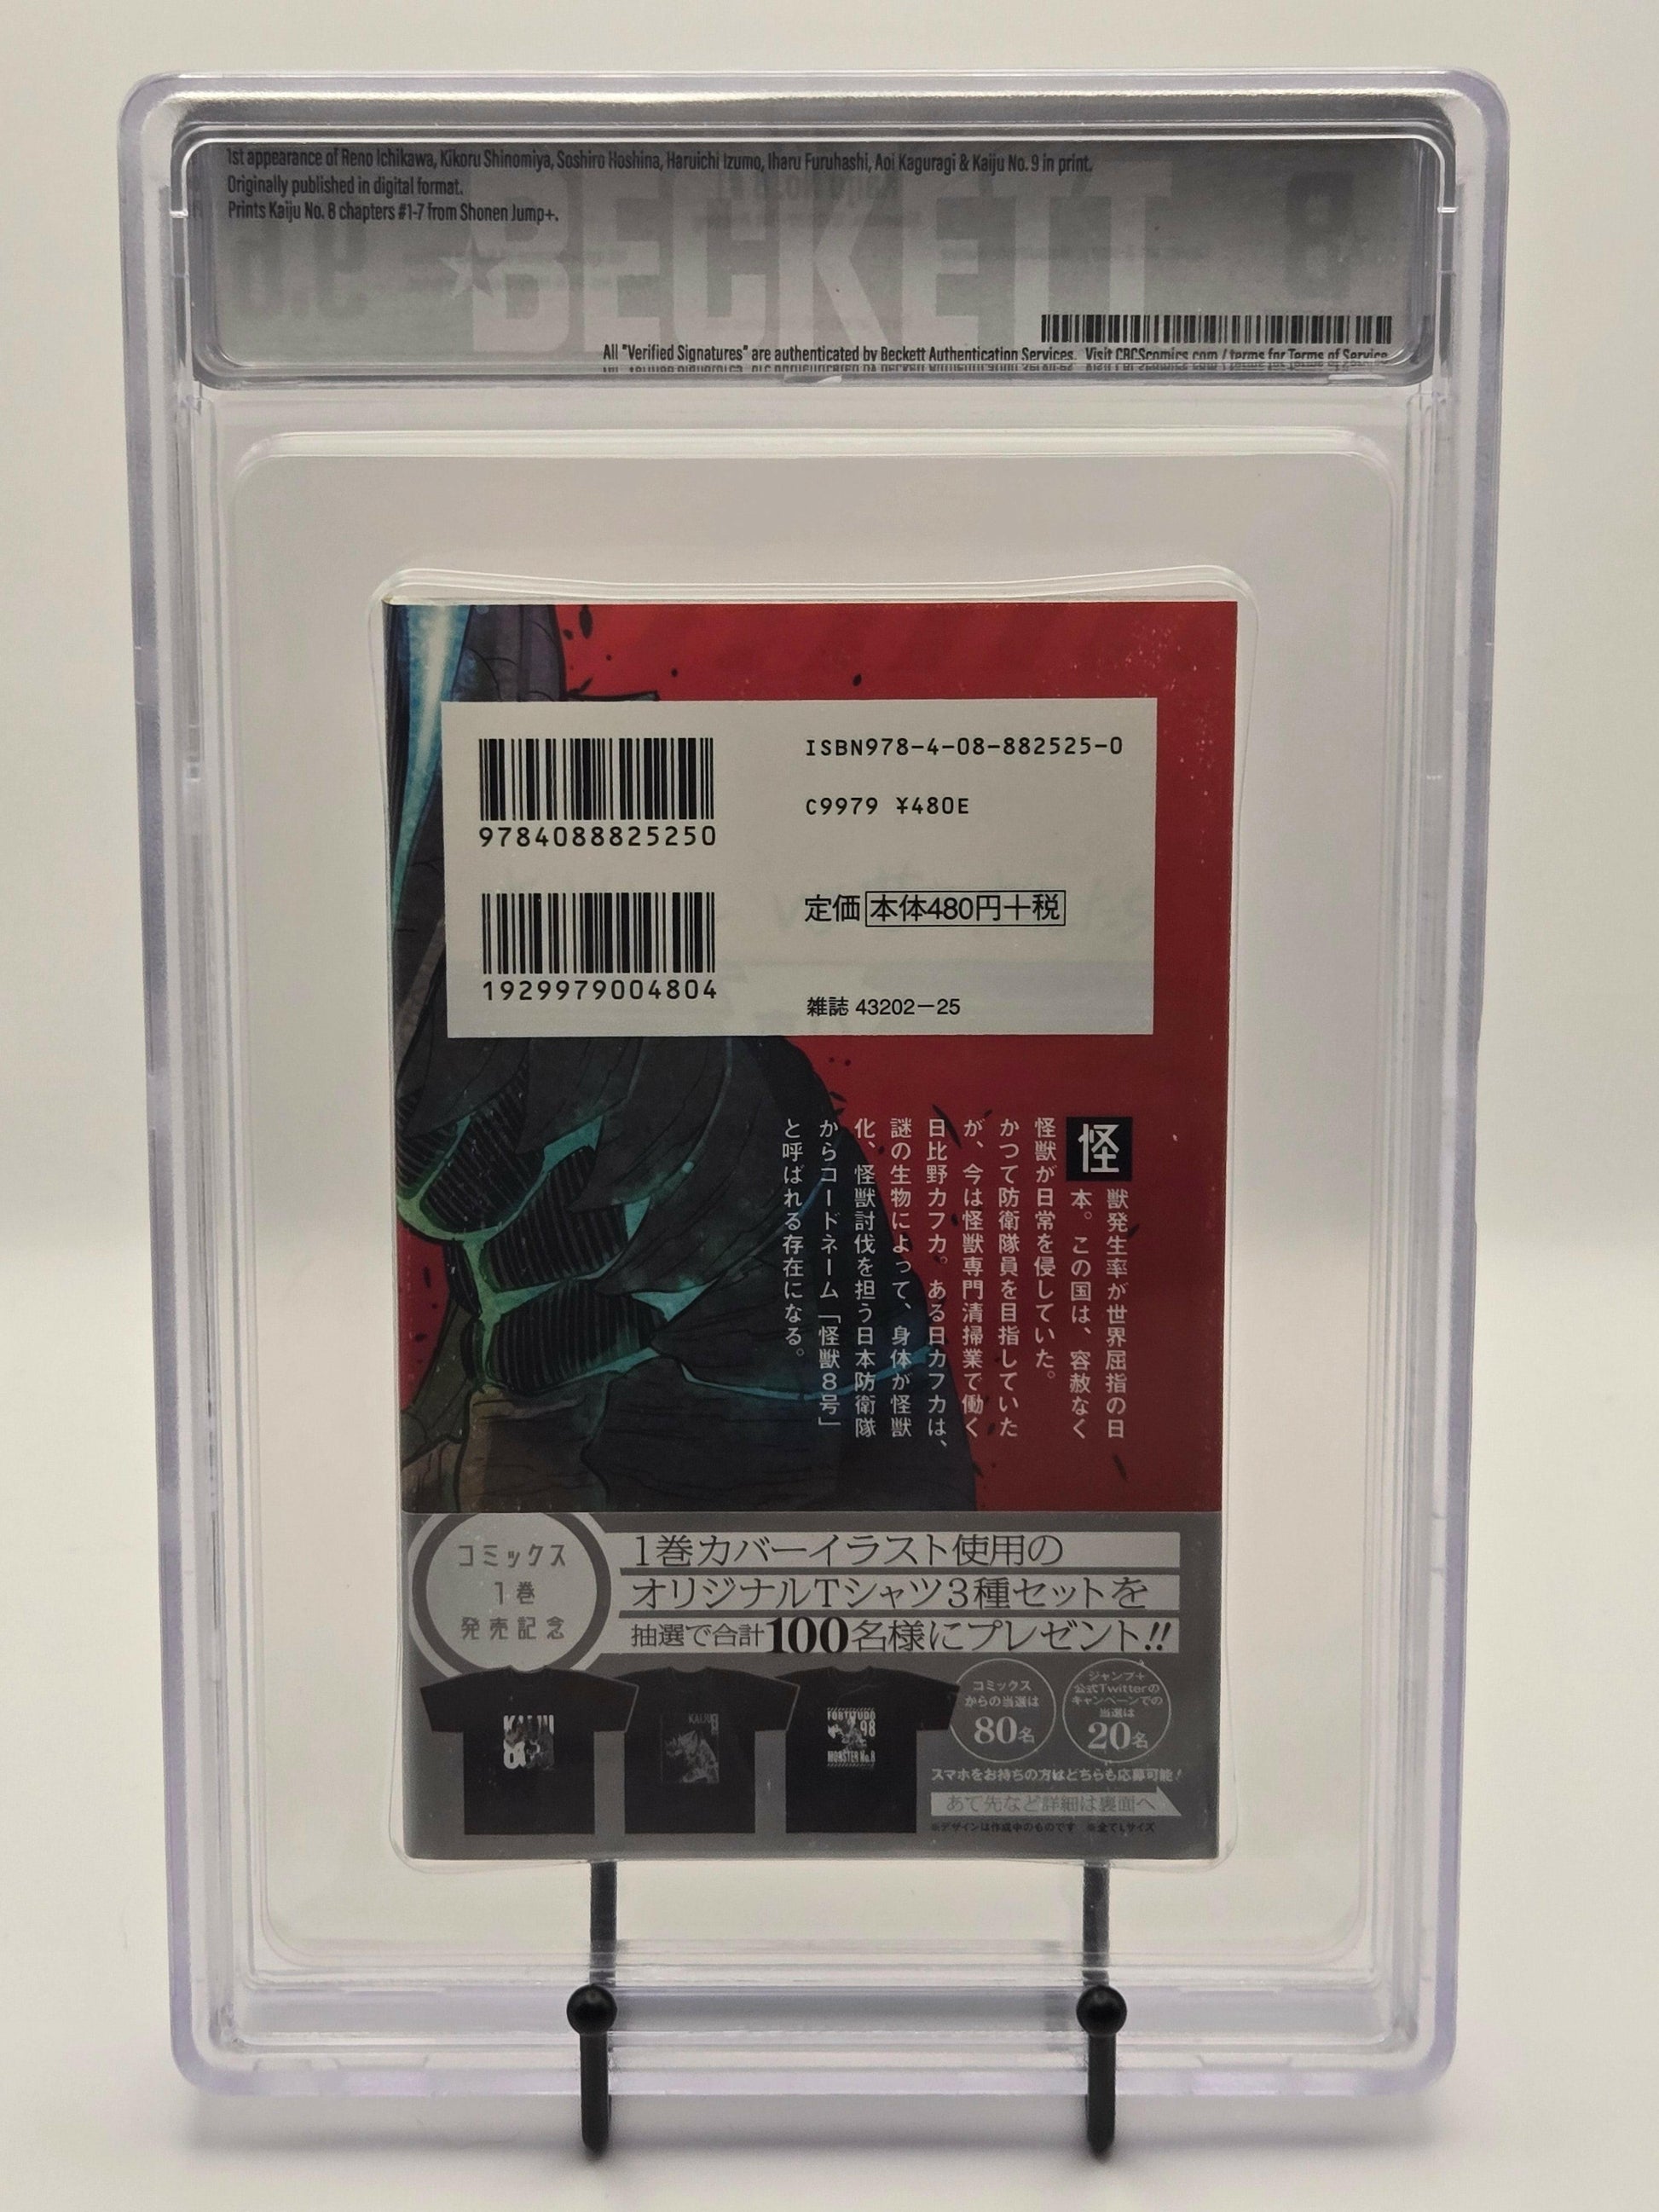 1st appearance of Reno Ichikawa, Kikoru Shinomiya, Soshiro Hoshina, Haruichi Izumo, Iharu Furuhashi, Aoi Kaguragi & Kaiju No. 9 in print.
Originally published in digital format.
Prints Kaiju No. 8 chapters #1-7 from Shonen Jump+.
BECKETT
All "Verified Signatures" are authenticated by Beckett Authentication Services. Visit CBCScomics.com / terms for Terms of Service
ISBN978-4-08-882525-0
C9979 ¥480E
9784088825250
定価 本体480円+税
1929979004804
雑誌 43202-25
怪獣発生率が世界屈指の日
本。この国は、容赦なく
怪獣が日常を侵していた。
かつて防衛隊員を目指していた
が、今は怪獣専門清掃業で働く
日比野カフカ。ある日カフカは、
謎の生物によって、身体が怪獣
化、怪獣討伐を担う日本防衛隊
からコードネーム「怪獣8号」
と呼ばれる存在になる。
コミックス
1巻
発売記念
1巻カバーイラスト使用の
オリジナルTシャツ3種セットを
抽選で合計100名様にプレゼント!!
KAIJU
8
KAIJU
FORTITUDO
98
MONSTER No.8
コミックス
からの当選は
80名
ジャンプ+
公式Twitterの
キャンペーンでの
当選は
20名
スマホをお持ちの方はどちらも応募可能!
あて先など詳細は裏面へ
※デザインは作成中のものです ※全てLサイズ